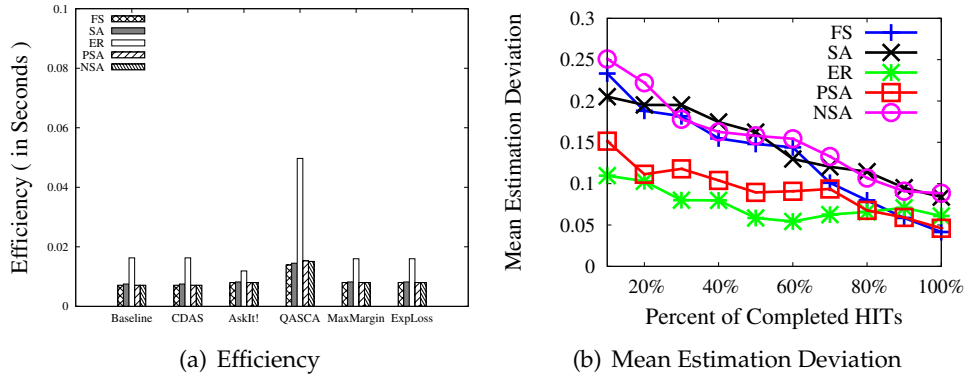 FS
SA
ER
PSA
NSA
0.1
0.08
0.06
0.04
0.02
0
Efficiency ( in Seconds )
Baseline CDAS AskIt! QASCA MaxMargin ExpLoss
(a) Efficiency
FS
SA
ER
PSA
NSA
0.3
0.25
0.2
0.15
0.1
0.05
0
Mean Estimation Deviation
20% 40% 60% 80% 100%
Percent of Completed HITs
(b) Mean Estimation Deviation